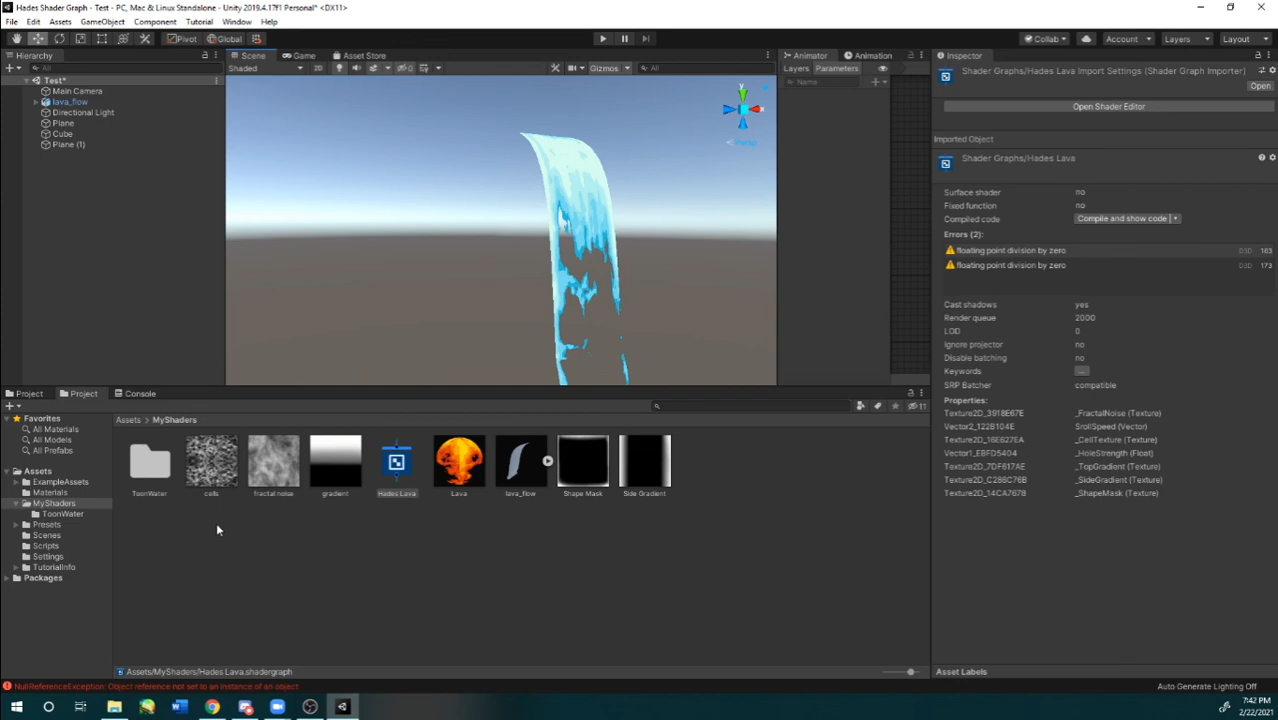 Hades Shader Graph - Test - PC, Mac & Linux Standalone - Unity 2019.4.17f1 Personal* <DX11>
File Edit Assets GameObject Component Tutorial Window Help
Pivot Global Collab Account Layers Layout
Hierarchy Scene Game Asset Store Animator Animation Inspector
All Shaded 2D 0 Gizmos All Layers Parameters
Name
Test*
Main Camera
lava_flow
Directional Light
Plane
Cube
Plane (1)
y
x
Persp
Shader Graphs/Hades Lava Import Settings (Shader Graph Importer)
Open
Open Shader Editor
Imported Object
Shader Graphs/Hades Lava
Surface shader no
Fixed function no
Compiled code Compile and show code
Errors (2):
floating point division by zero D3D 163
floating point division by zero D3D 173
Cast shadows yes
Render queue 2000
LOD 0
Ignore projector no
Disable batching no
Keywords ...
SRP Batcher compatible
Properties:
Texture2D_3918E67E _FractalNoise (Texture)
Vector2_122B104E SrollSpeed (Vector)
Texture2D_16E627EA _CellTexture (Texture)
Vector1_EBFD5404 _HoleStrength (Float)
Texture2D_7DF617AE _TopGradient (Texture)
Texture2D_C286C76B _SideGradient (Texture)
Texture2D_14CA7678 _ShapeMask (Texture)
Asset Labels
Project Project Console
11
Favorites
All Materials
All Models
All Prefabs
Assets
ExampleAssets
Materials
MyShaders
ToonWater
Presets
Scenes
Scripts
Settings
TutorialInfo
Packages
Assets > MyShaders
ToonWater cells fractal noise gradient Hades Lava Lava lava_flow Shape Mask Side Gradient
Assets/MyShaders/Hades Lava.shadergraph
NullReferenceException: Object reference not set to an instance of an object
Auto Generate Lighting Off
7:42 PM
2/22/2021